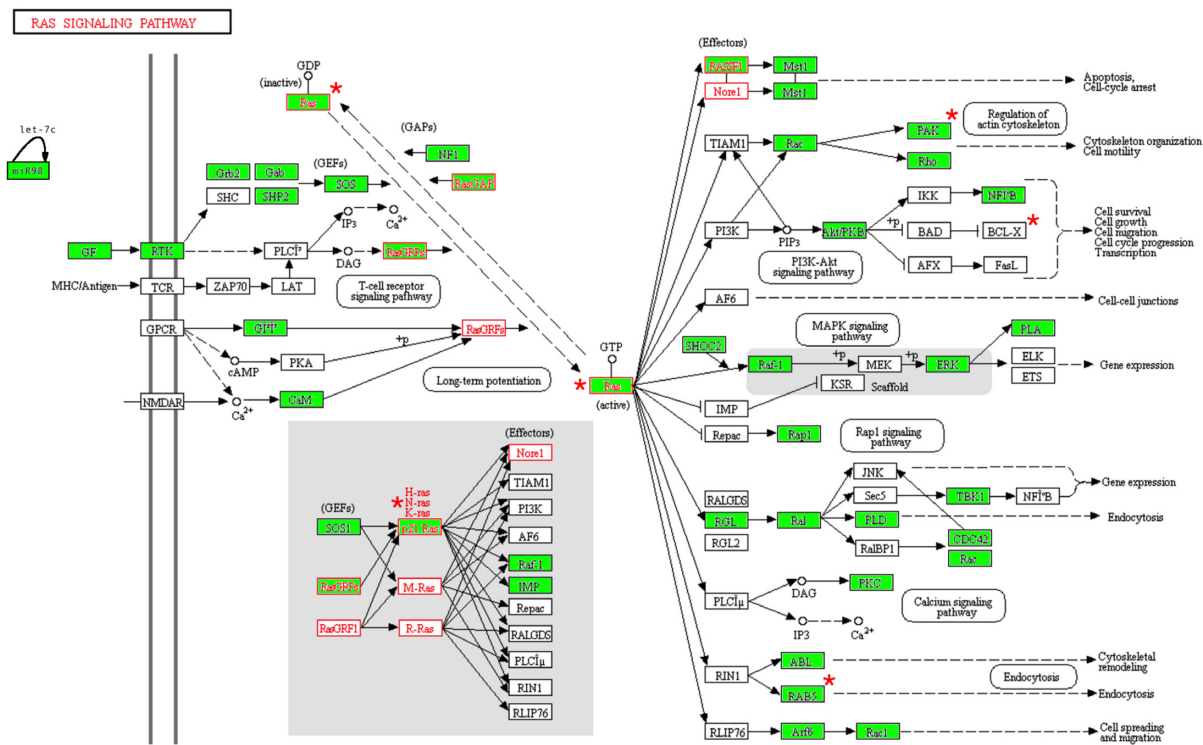 RAS SIGNALING PATHWAY
let-7c
miR98
GDP
(inactive)
Ras
*
(GAPs)
NF1
RasGAP
(GEFs)
Grb2
Gab
SHC
SHP2
SOS
IP3
Ca2+
GF
RTK
PLCÎ³
DAG
RasGRPs
T-cell receptor
signaling pathway
MHC/Antigen
TCR
ZAP70
LAT
GPCR
GÎ²Î³
RasGRFs
+p
cAMP
PKA
Long-term potentiation
NMDAR
Ca2+
CaM
GTP
*
Ras
(active)
(Effectors)
RASSF1
Mst1
Nore1
Mst1
Apoptosis,
Cell-cycle arrest
TIAM1
Rac
PAK
*
Rho
Regulation of
actin cytoskeleton
Cytoskeleton organization
Cell motility
PI3K
PIP3
Akt/PKB
+p
IKK
NFÎºB
BAD
BCL-X
*
AFX
FasL
PI3K-Akt
signaling pathway
Cell survival
Cell growth
Cell migration
Cell cycle progression
Transcription
AF6
Cell-cell junctions
MAPK signaling
pathway
SHOC2
Raf-1
+p
MEK
+p
ERK
PLA
ELK
ETS
Gene expression
KSR
Scaffold
IMP
Repac
Rap1
Rap1 signaling
pathway
RALGDS
RGL
RGL2
Ral
JNK
Sec5
TBK1
NFÎºB
Gene expression
PLD
Endocytosis
RalBP1
CDC42
Rac
PLCÎµ
DAG
PKC
IP3
Ca2+
Calcium signaling
pathway
RIN1
ABL
Cytoskeletal
remodeling
RAB5
*
Endocytosis
Endocytosis
RLIP76
Arf6
Rac1
Cell spreading
and migration
(GEFs)
SOS1
RasGRPs
RasGRF1
H-ras
* N-ras
K-ras
p21 Ras
M-Ras
R-Ras
(Effectors)
Nore1
TIAM1
PI3K
AF6
Raf-1
IMP
Repac
RALGDS
PLCÎµ
RIN1
RLIP76